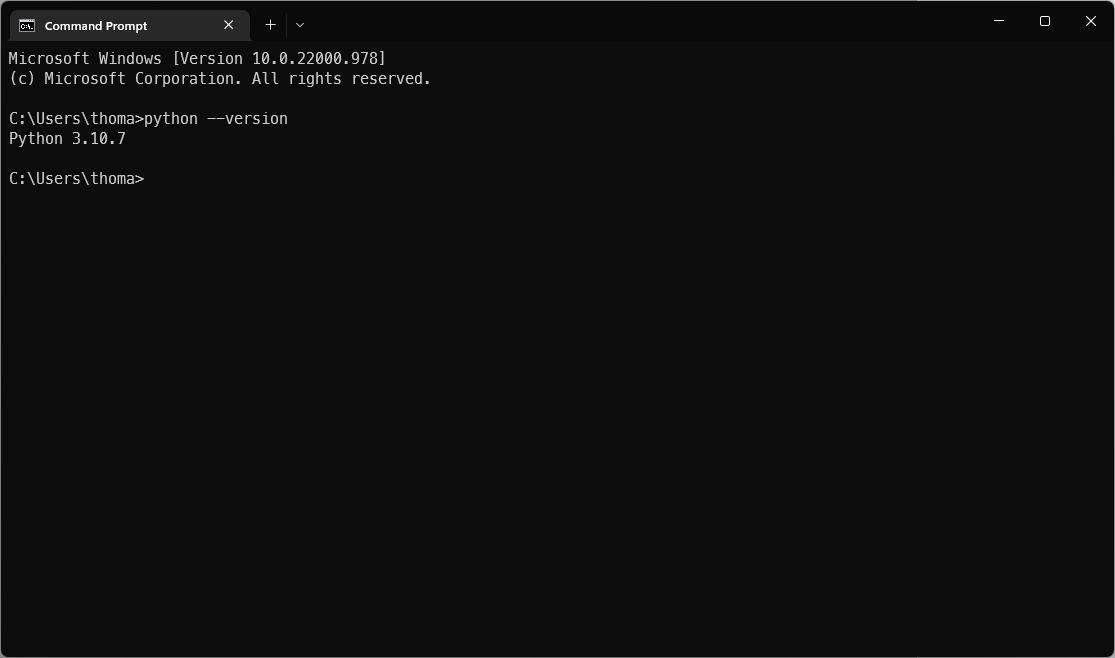 Command Prompt
Microsoft Windows [Version 10.0.22000.978]
(c) Microsoft Corporation. All rights reserved.
C:\Users\thoma>python --version
Python 3.10.7
C:\Users\thoma>